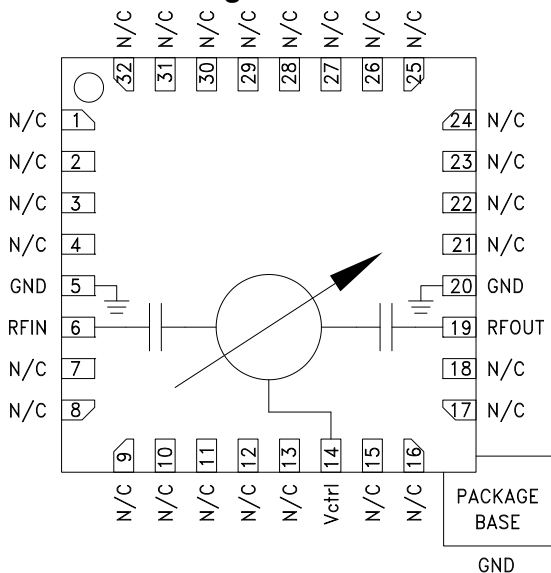 N/C N/C N/C N/C N/C N/C N/C N/C
32 31 30 29 28 27 26 25
N/C 1
N/C 2
N/C 3
N/C 4
GND 5
RFIN 6
N/C 7
N/C 8
24 N/C
23 N/C
22 N/C
21 N/C
20 GND
19 RFOUT
18 N/C
17 N/C
9 10 11 12 13 14 15 16
N/C N/C N/C N/C N/C Vctrl N/C N/C
PACKAGE
BASE
GND